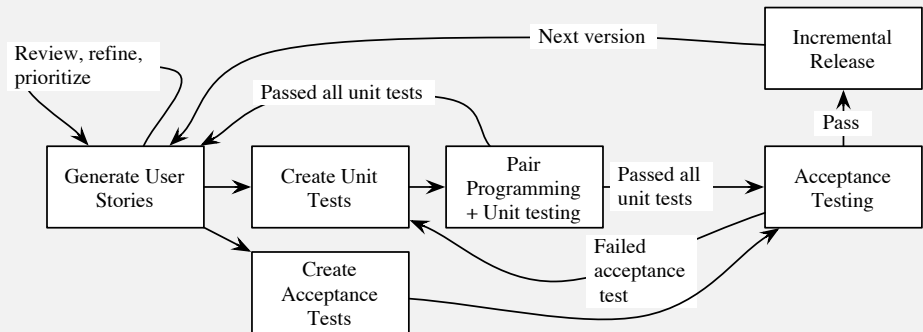 Review, refine,
prioritize
Next version
Incremental
Release
Passed all unit tests
Pass
Generate User
Stories
Create Unit
Tests
Pair
Programming
+ Unit testing
Passed all
unit tests
Acceptance
Testing
Failed
acceptance
test
Create
Acceptance
Tests